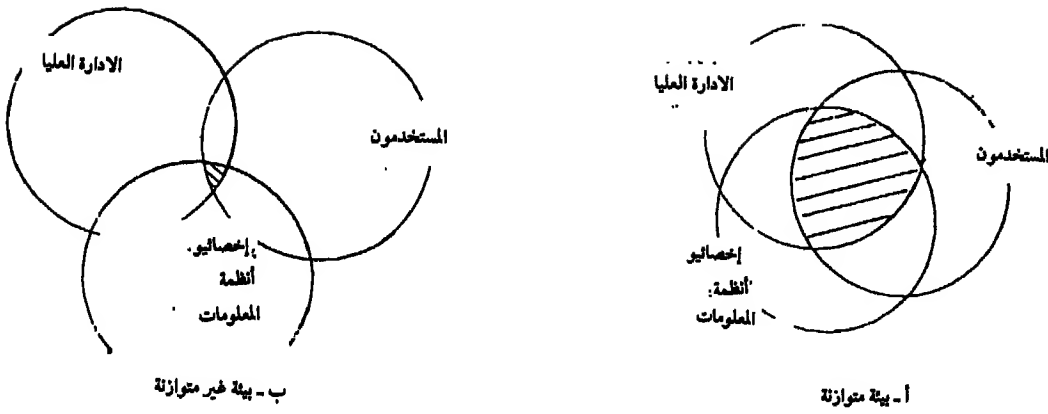 الادارة العليا
المستخدمون
إخصائيو
أنظمة
المعلومات
أ ـ بيئة متوازنة
الادارة العليا
المستخدمون
إخصائيو
أنظمة
المعلومات
ب ـ بيئة غير متوازنة